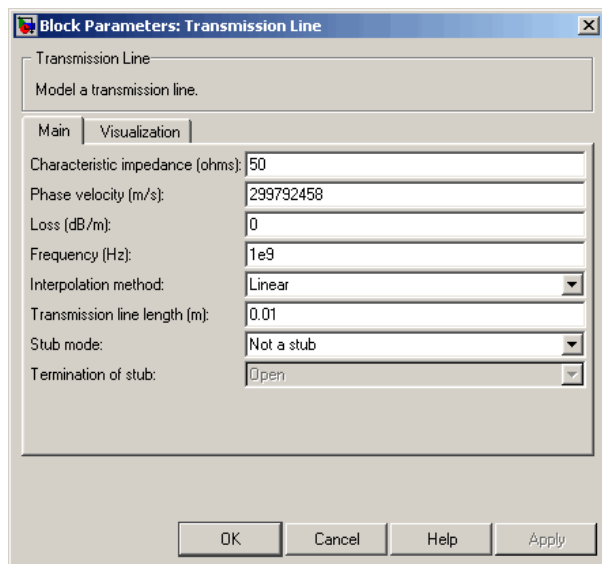 Block Parameters: Transmission Line
Transmission Line
Model a transmission line.
Main Visualization
Characteristic impedance (ohms): 50
Phase velocity (m/s): 299792458
Loss (dB/m): 0
Frequency (Hz): 1e9
Interpolation method: Linear
Transmission line length (m): 0.01
Stub mode: Not a stub
Termination of stub: Open
OK Cancel Help Apply